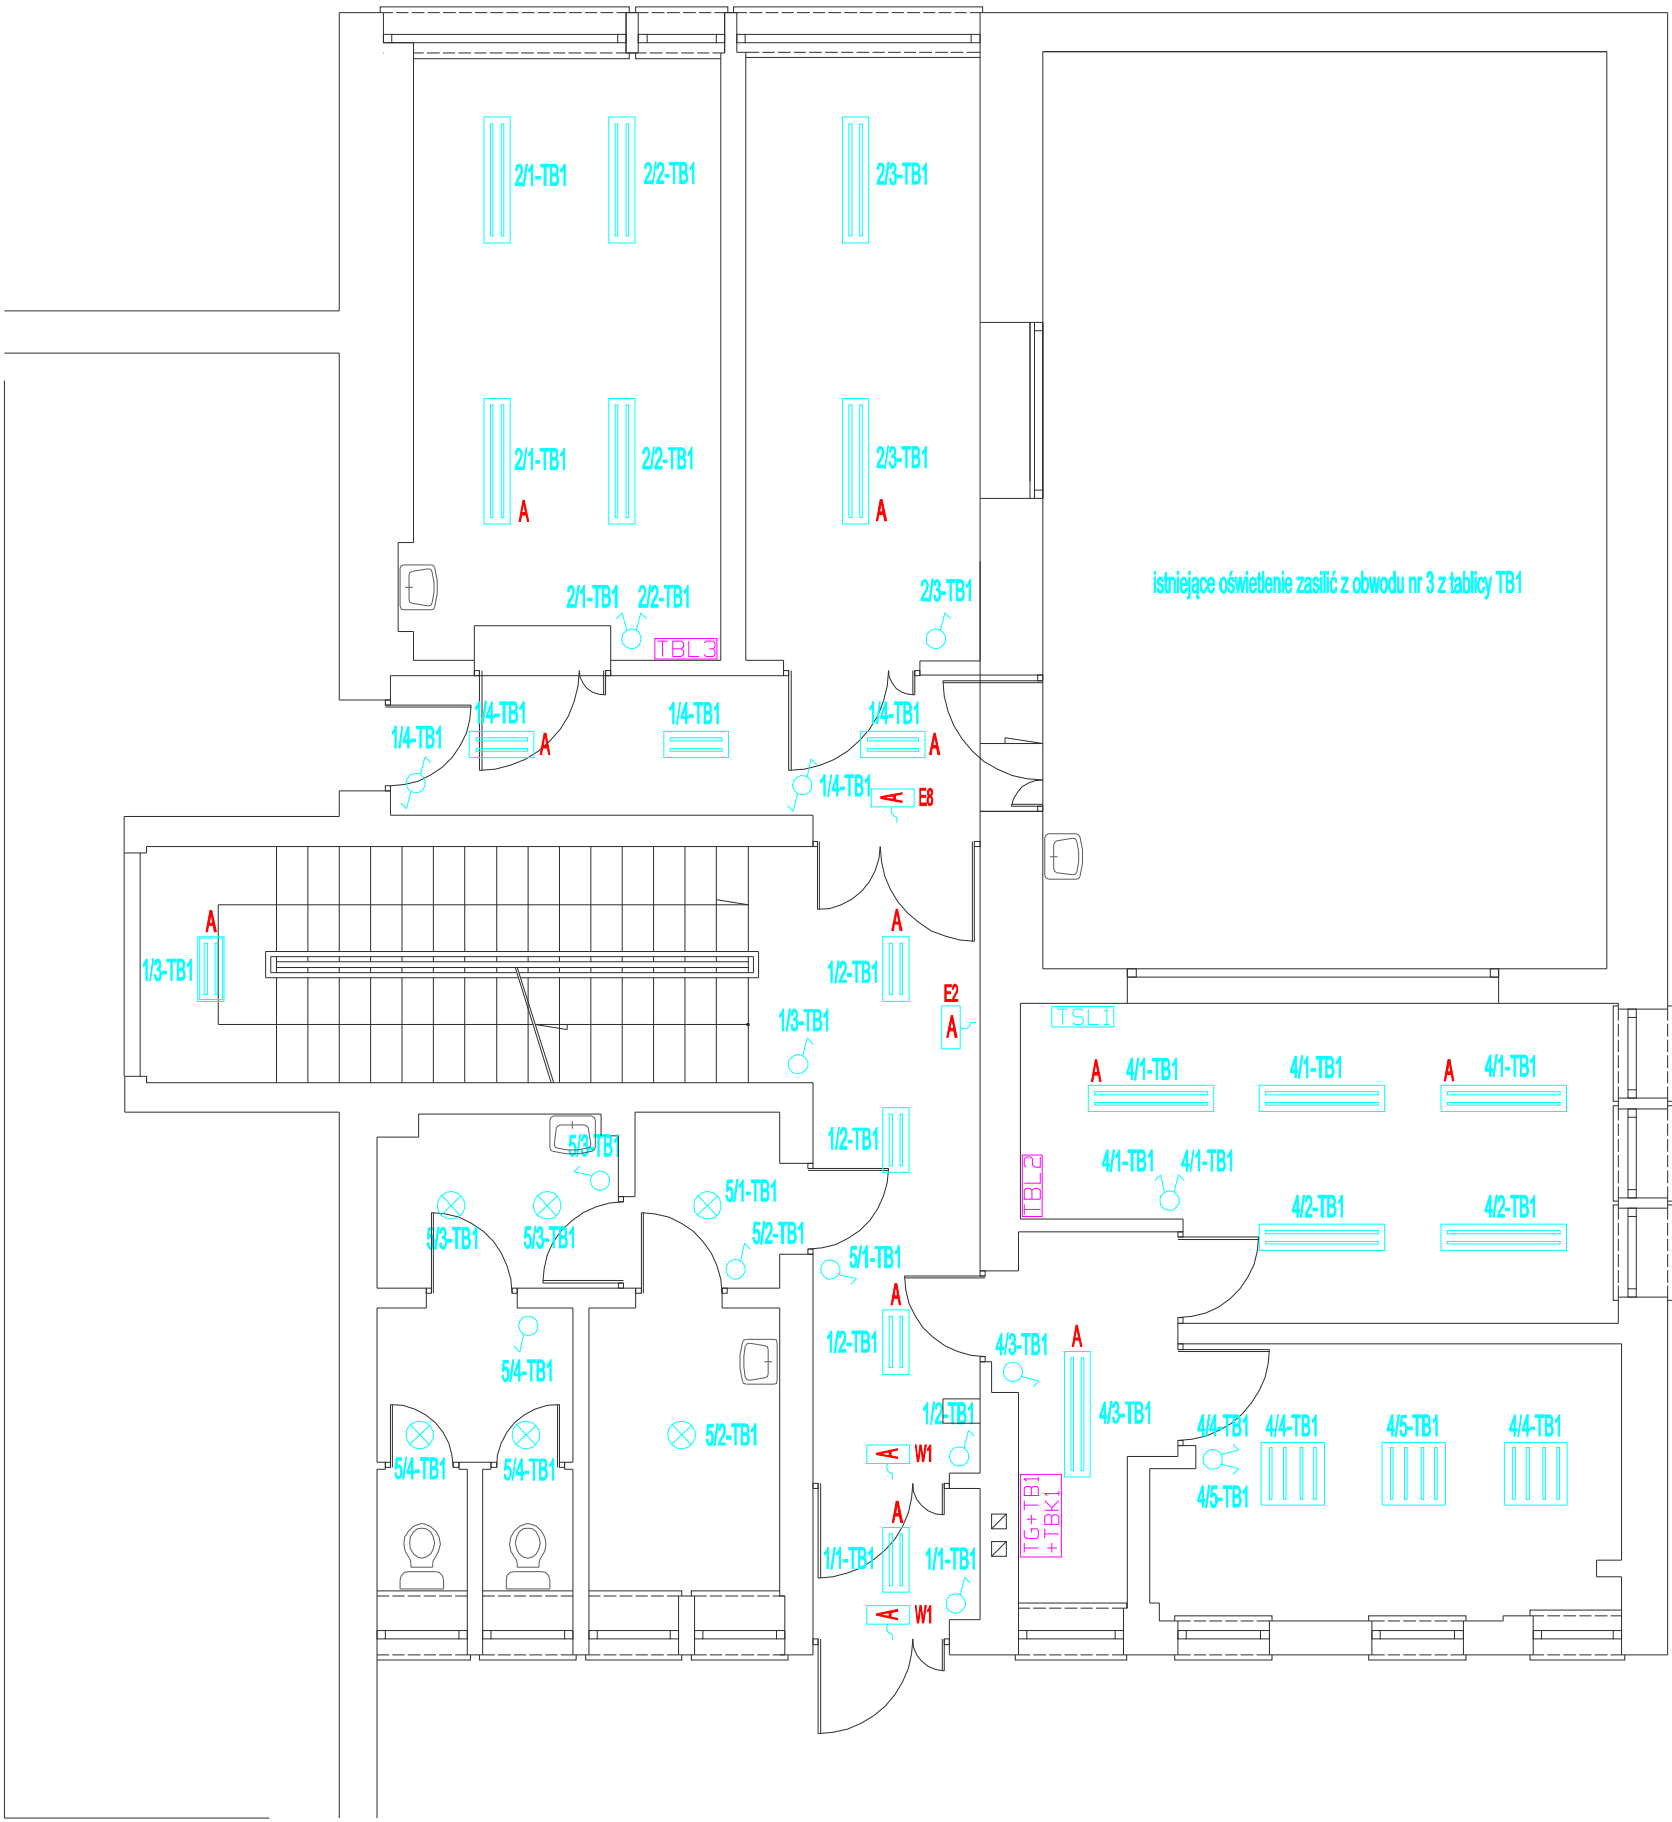 2/1-TB1
2/2-TB1
2/3-TB1
2/1-TB1
2/2-TB1
2/3-TB1
A
A
istniejące oświetlenie zasilić z obwodu nr 3 z tablicy TB1
2/1-TB1
2/2-TB1
2/3-TB1
TBL3
1/4-TB1
1/4-TB1
1/4-TB1
1/4-TB1
A
A
1/4-TB1
A
E8
A
A
1/3-TB1
1/2-TB1
E2
A
1/3-TB1
TSL1
A
4/1-TB1
4/1-TB1
A
4/1-TB1
1/2-TB1
5/3-TB1
4/1-TB1
4/1-TB1
TBL2
5/1-TB1
5/3-TB1
5/3-TB1
5/2-TB1
4/2-TB1
4/2-TB1
5/1-TB1
A
1/2-TB1
A
4/3-TB1
5/4-TB1
4/3-TB1
1/2-TB1
5/4-TB1
5/4-TB1
5/2-TB1
4/4-TB1
4/4-TB1
4/5-TB1
4/4-TB1
A
W1
4/5-TB1
A
TG+TB1
+TBK1
1/1-TB1
1/1-TB1
A
W1